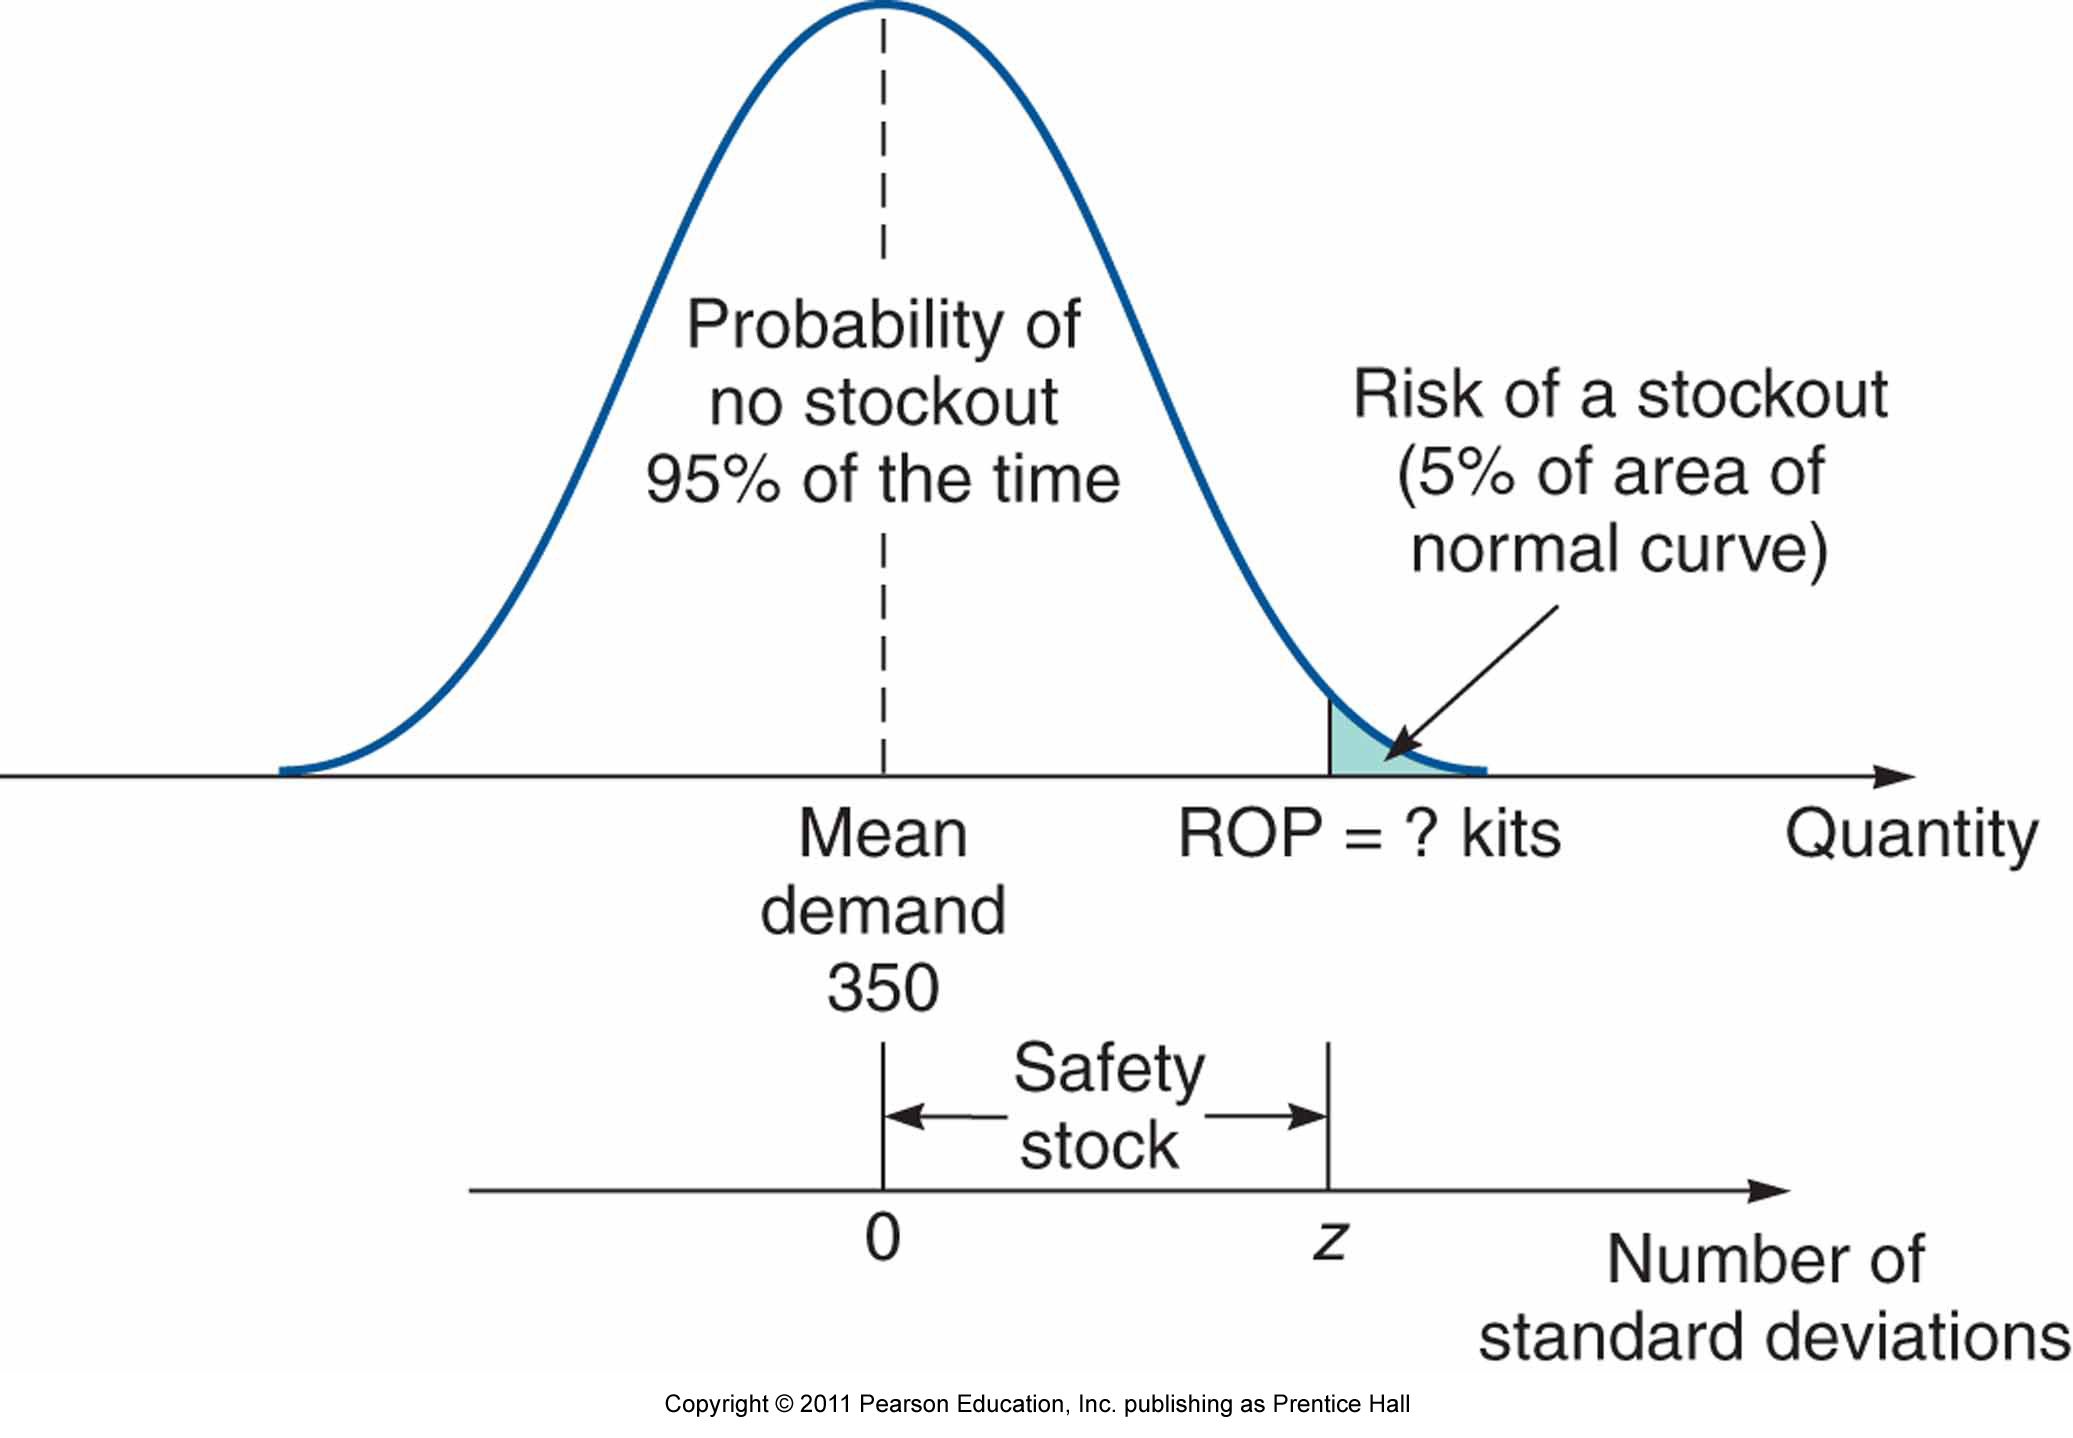 Probability of
no stockout
95% of the time
Risk of a stockout
(5% of area of
normal curve)
Mean
demand
350
ROP = ? kits
Quantity
Safety
stock
0
z
Number of
standard deviations
Copyright © 2011 Pearson Education, Inc. publishing as Prentice Hall